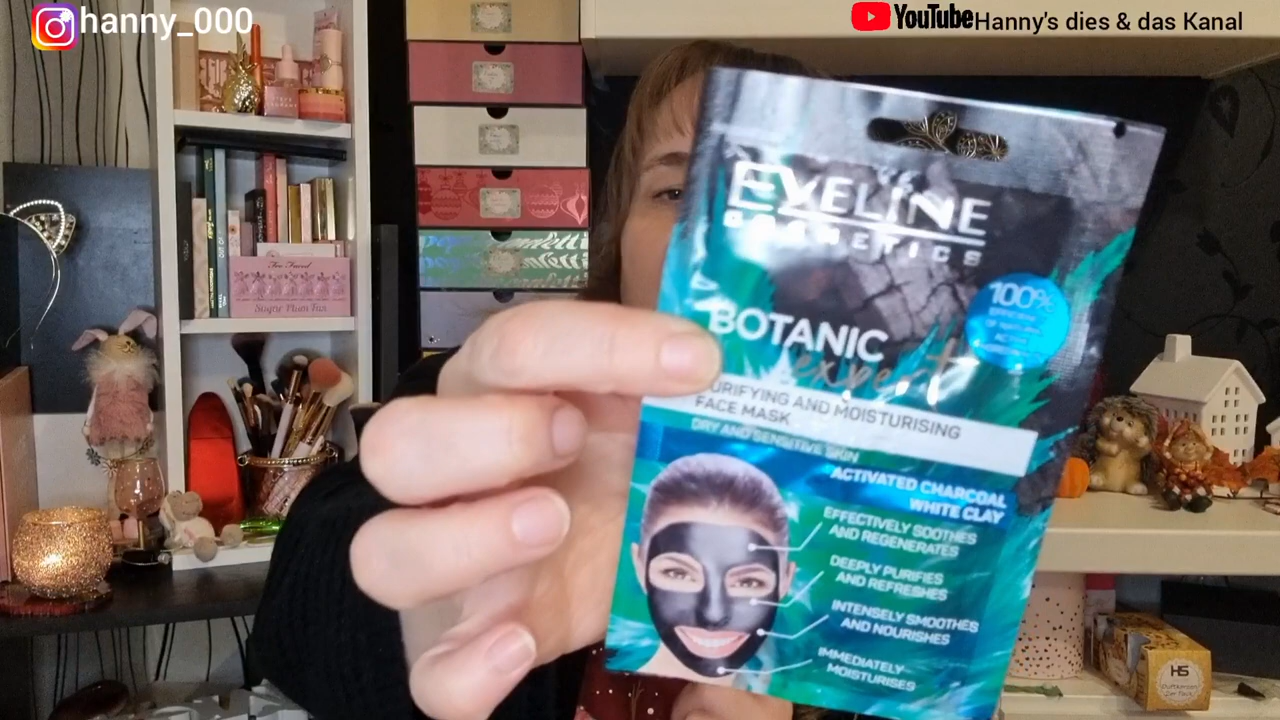 hanny_000
YouTube Hanny's dies & das Kanal
EVELINE
COSMETICS
100%
BOTANIC
expert
PURIFYING AND MOISTURISING
FACE MASK
DRY AND SENSITIVE SKIN
ACTIVATED CHARCOAL
WHITE CLAY
EFFECTIVELY SOOTHES
AND REGENERATES
DEEPLY PURIFIES
AND REFRESHES
INTENSELY SMOOTHES
AND NOURISHES
IMMEDIATELY
MOISTURISES
Too Faced
Sugar Plum Fun
HS